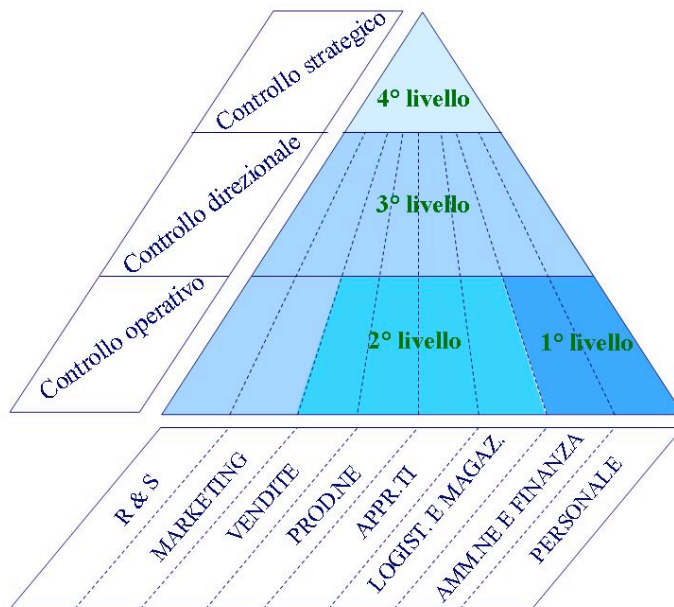 Controllo strategico
Controllo direzionale
Controllo operativo
4° livello
3° livello
2° livello
1° livello
R & S
MARKETING
VENDITE
PROD.NE
APPR.TI
LOGIST. E MAGAZ.
AMM.NE E FINANZA
PERSONALE